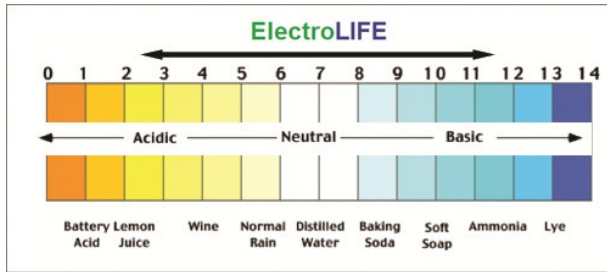 ElectroLIFE
0 1 2 3 4 5 6 7 8 9 10 11 12 13 14
Acidic Neutral Basic
Battery Lemon Wine Normal Distilled Baking Soft Ammonia Lye
Acid Juice Rain Water Soda Soap